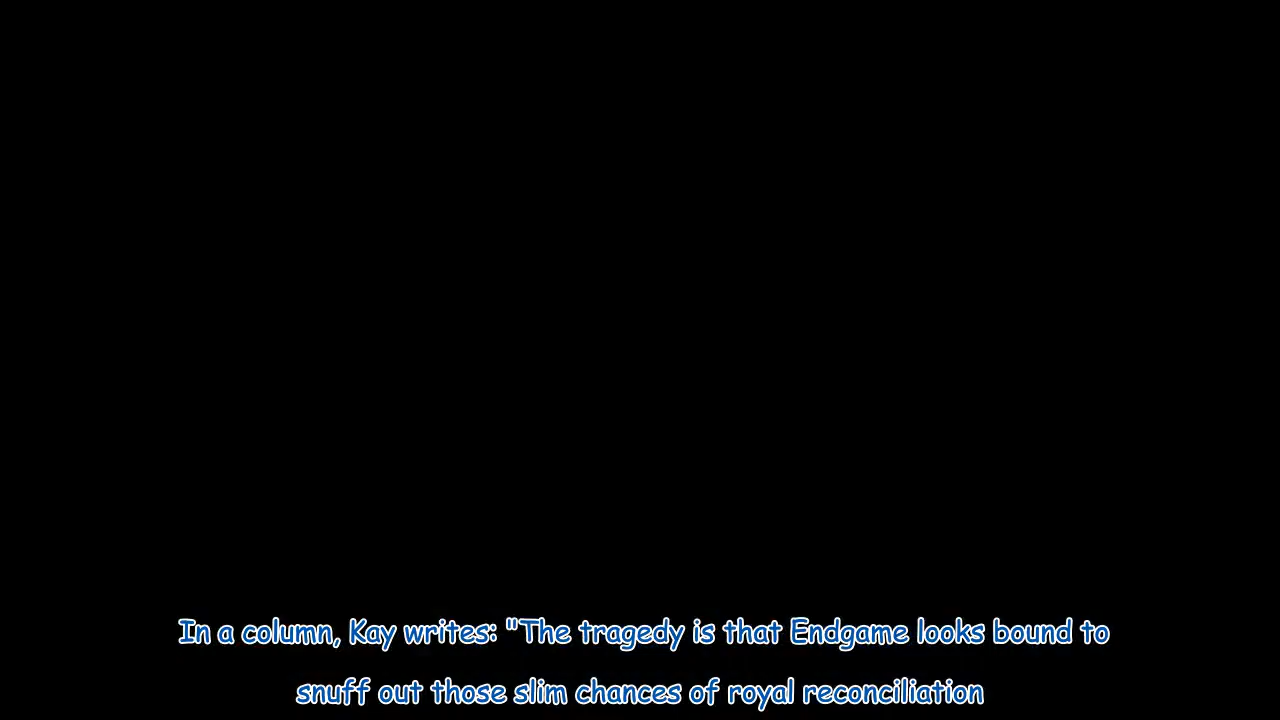 In a column, Kay writes: "The tragedy is that Endgame looks bound to
snuff out those slim chances of royal reconciliation